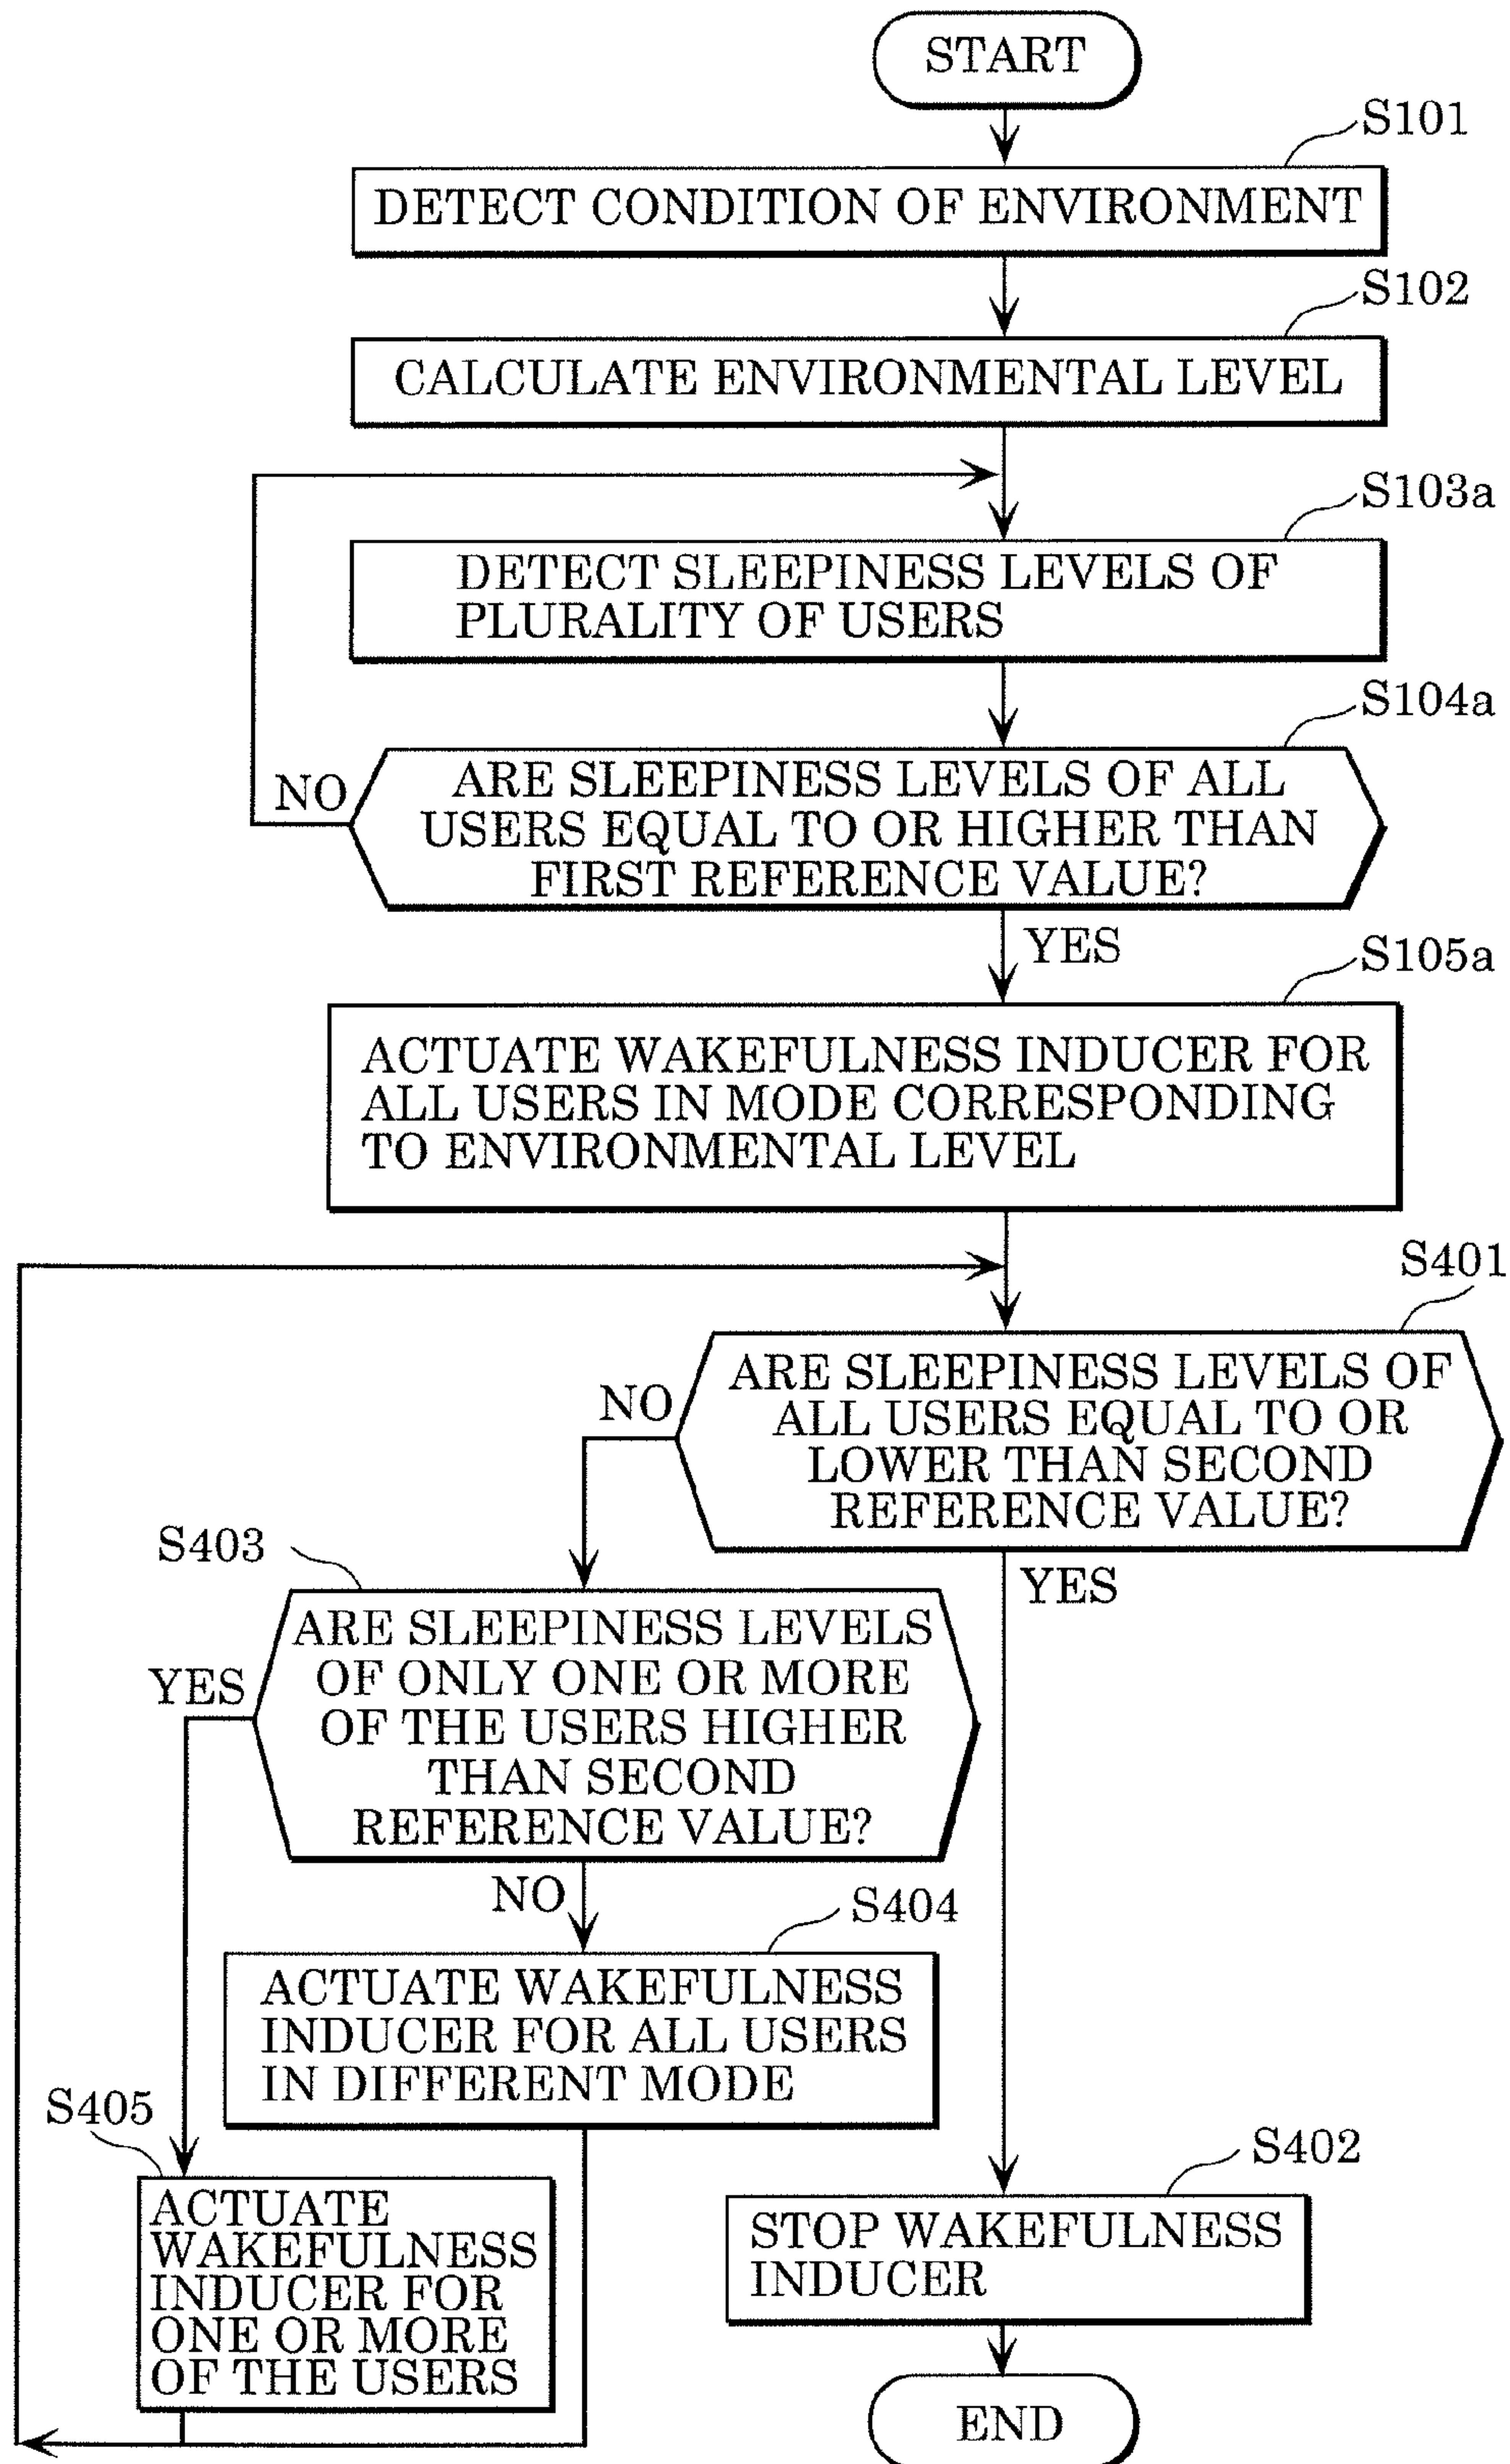 START
S101
DETECT CONDITION OF ENVIRONMENT
S102
CALCULATE ENVIRONMENTAL LEVEL
S103a
DETECT SLEEPINESS LEVELS OF
PLURALITY OF USERS
S104a
NO
ARE SLEEPINESS LEVELS OF ALL
USERS EQUAL TO OR HIGHER THAN
FIRST REFERENCE VALUE?
YES
S105a
ACTUATE WAKEFULNESS INDUCER FOR
ALL USERS IN MODE CORRESPONDING
TO ENVIRONMENTAL LEVEL
S401
NO
ARE SLEEPINESS LEVELS OF
ALL USERS EQUAL TO OR
LOWER THAN SECOND
REFERENCE VALUE?
S403
YES
ARE SLEEPINESS LEVELS
OF ONLY ONE OR MORE
OF THE USERS HIGHER
THAN SECOND
REFERENCE VALUE?
YES
NO
S404
ACTUATE WAKEFULNESS
INDUCER FOR ALL USERS
IN DIFFERENT MODE
S405
ACTUATE
WAKEFULNESS
INDUCER FOR
ONE OR MORE
OF THE USERS
S402
STOP WAKEFULNESS
INDUCER
END